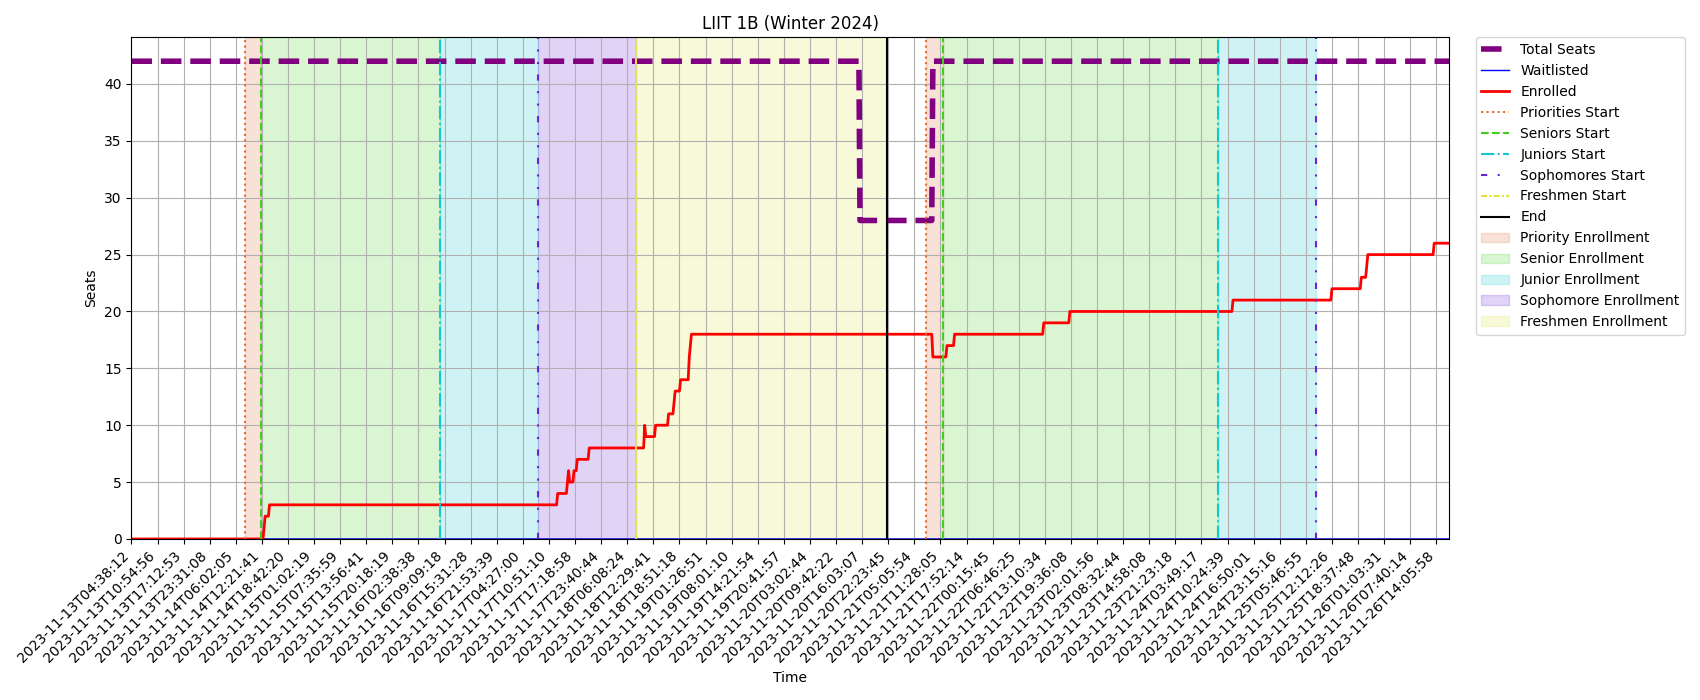 LIIT 1B (Winter 2024)
Total Seats
Waitlisted
Enrolled
Priorities Start
Seniors Start
Juniors Start
Sophomores Start
Freshmen Start
End
Priority Enrollment
Senior Enrollment
Junior Enrollment
Sophomore Enrollment
Freshmen Enrollment
Seats
40
35
30
25
20
15
10
5
0
2023-11-13T04:38:12
2023-11-13T10:54:56
2023-11-13T17:12:53
2023-11-13T23:31:08
2023-11-14T06:02:05
2023-11-14T12:21:41
2023-11-14T18:42:20
2023-11-15T01:02:19
2023-11-15T07:35:59
2023-11-15T13:56:41
2023-11-15T20:18:19
2023-11-16T02:38:38
2023-11-16T09:09:18
2023-11-16T15:31:28
2023-11-16T21:53:39
2023-11-17T04:27:00
2023-11-17T10:51:10
2023-11-17T17:18:58
2023-11-17T23:40:44
2023-11-18T06:08:24
2023-11-18T12:29:41
2023-11-18T18:51:18
2023-11-19T01:26:51
2023-11-19T08:01:10
2023-11-19T14:21:54
2023-11-19T20:41:57
2023-11-20T03:02:44
2023-11-20T09:42:22
2023-11-20T16:03:07
2023-11-20T22:23:45
2023-11-21T05:05:54
2023-11-21T11:28:05
2023-11-21T17:52:14
2023-11-22T00:15:45
2023-11-22T06:46:25
2023-11-22T13:10:34
2023-11-22T19:36:08
2023-11-23T02:01:56
2023-11-23T08:32:44
2023-11-23T14:58:08
2023-11-23T21:23:18
2023-11-24T03:49:17
2023-11-24T10:24:39
2023-11-24T16:50:01
2023-11-24T23:15:16
2023-11-25T05:46:55
2023-11-25T12:12:26
2023-11-25T18:37:48
2023-11-26T01:03:31
2023-11-26T07:40:14
2023-11-26T14:05:58
Time